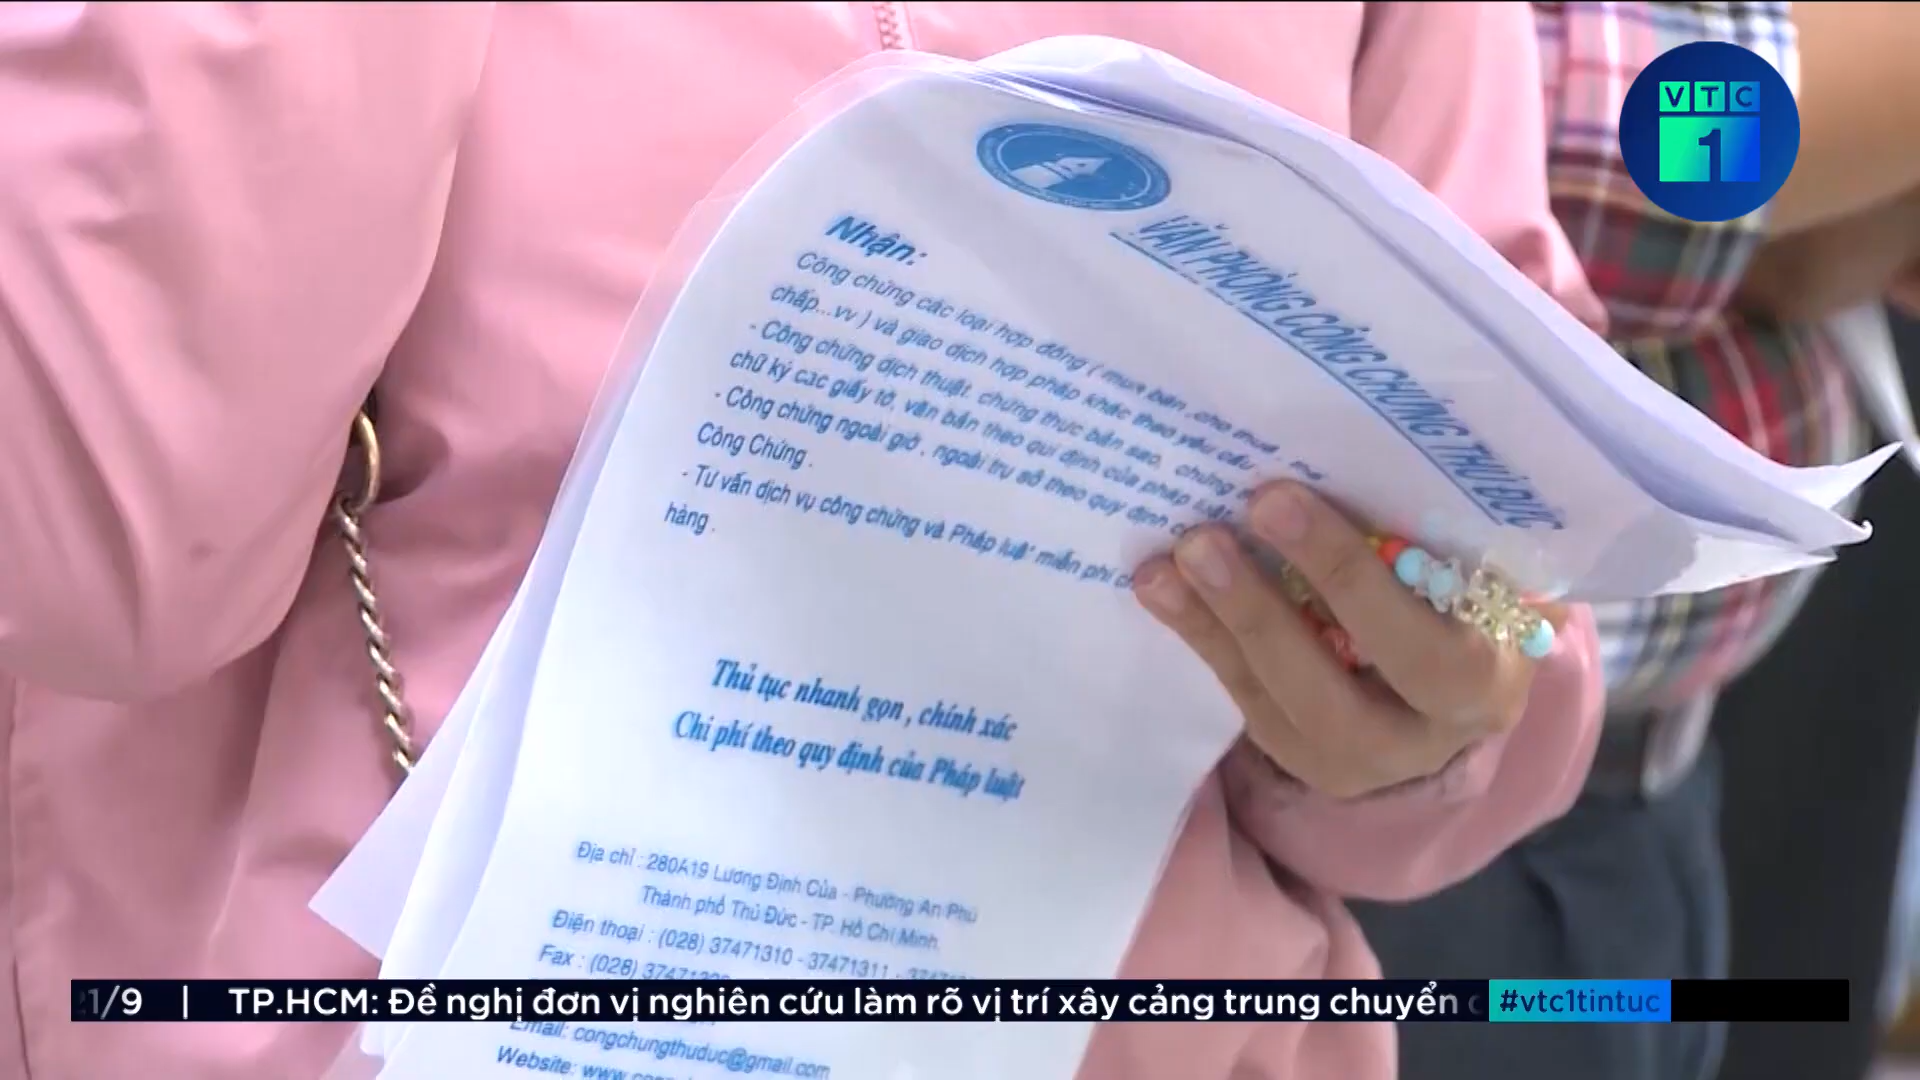 VTC
1
VĂN PHÒNG CÔNG CHỨNG THỦ ĐỨC
Nhận:
Công chứng các loại hợp đồng ( mua bán ,cho thuê , thế
chấp...vv ) và giao dịch hợp pháp khác theo yêu cầu
- Công chứng dịch thuật, chứng thực bản sao, chứng
chữ ký các giấy tờ, văn bản theo qui định của pháp luật
- Công chứng ngoài giờ , ngoài trụ sở theo quy định
Công Chứng .
- Tư vấn dịch vụ công chứng và Pháp luật miễn phí
hàng .
Thủ tục nhanh gọn , chính xác
Chi phí theo quy định của Pháp luật
Địa chỉ : 280A19 Lương Định Của - Phường An Phú
Thành phố Thủ Đức - TP. Hồ Chí Minh.
Điện thoại : (028) 37471310 - 37471311 -
Fax : (028)
Email: congchungthuduc@gmail.com
Website:
21/9 | TP.HCM: Đề nghị đơn vị nghiên cứu làm rõ vị trí xây cảng trung chuyển
#vtc1tintuc